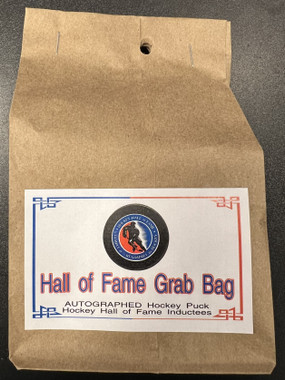 Hall of Fame Grab Bag
AUTOGRAPHED Hockey Puck
Hockey Hall of Fame Inductees